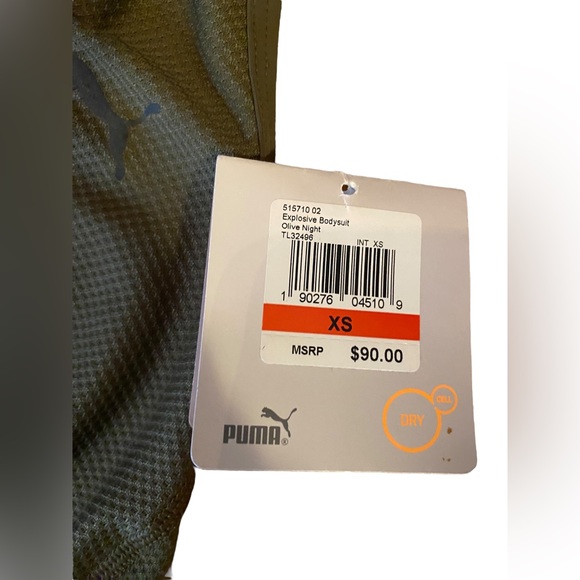 515710 02
Explosive Bodysuit
Olive Night
TL32496 INT XS
1 90276 04510 9
XS
MSRP $90.00
PUMA®
DRY CELL